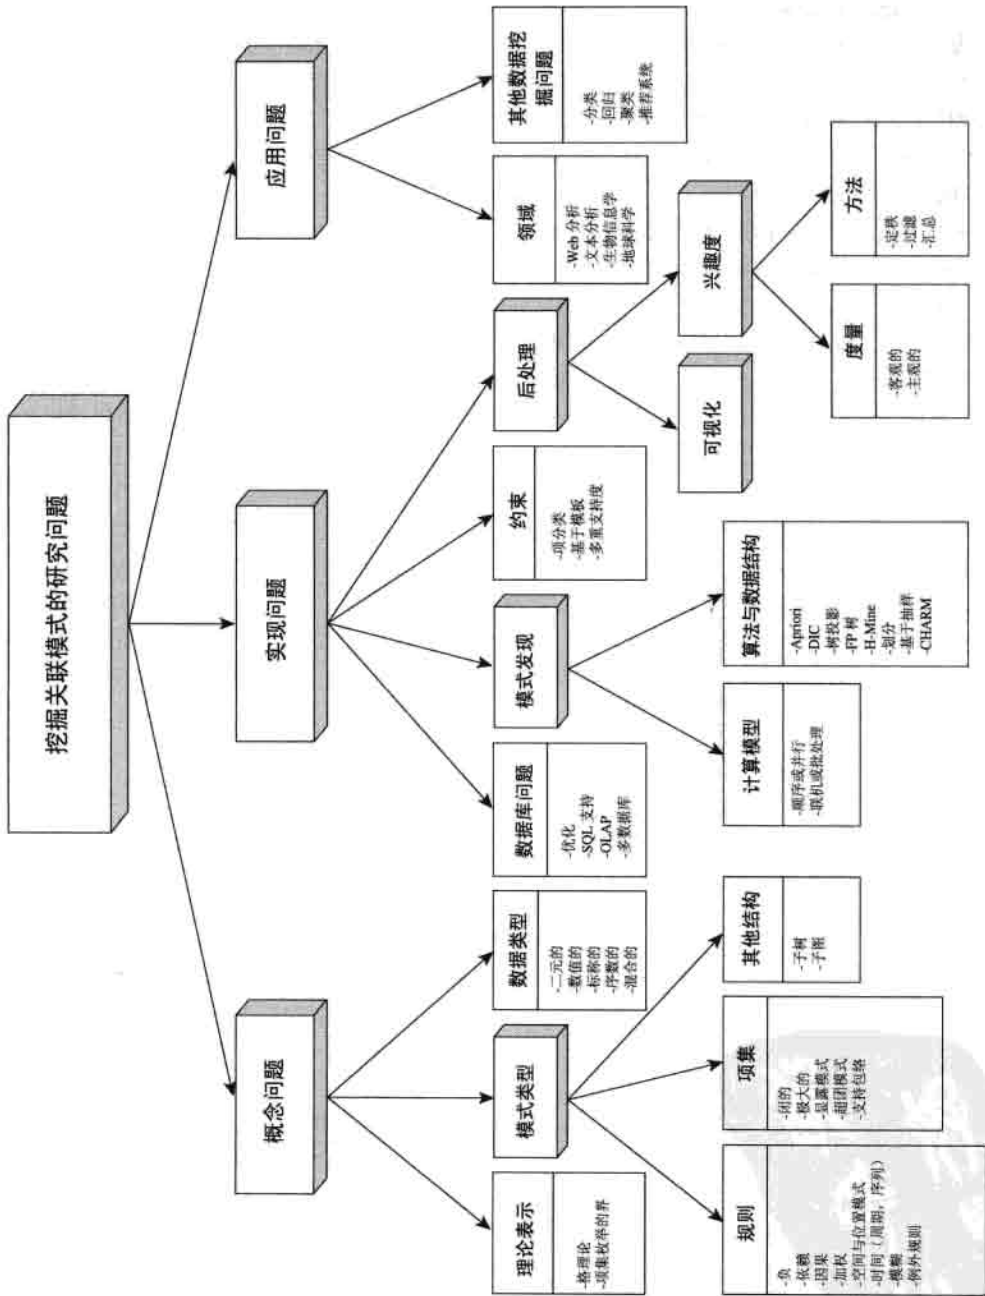 挖掘关联模式的研究问题
概念问题
实现问题
应用问题
理论表示
-格理论
-项集枚举的界
模式类型
数据类型
-二元的
-数值的
-标称的
-序数的
-混合的
数据库问题
-优化
-SQL 支持
-OLAP
-多数据库
模式发现
约束
-项分类
-基于模板
-多重支持度
后处理
领域
-Web 分析
-文本分析
-生物信息学
-地球科学
其他数据挖
掘问题
-分类
-回归
-聚类
-推荐系统
规则
-负
-依赖
-因果
-加权
-空间与位置模式
-时间（周期，序列）
-模糊
-例外规则
项集
-闭的
-极大的
-显露模式
-超团模式
-支持包络
其他结构
-子树
-子图
计算模型
-顺序或并行
-联机或批处理
算法与数据结构
-Apriori
-DIC
-树投影
-FP 树
-H-Mine
-划分
-基于抽样
-CHARM
可视化
兴趣度
度量
-客观的
-主观的
方法
-定秩
-过滤
-汇总